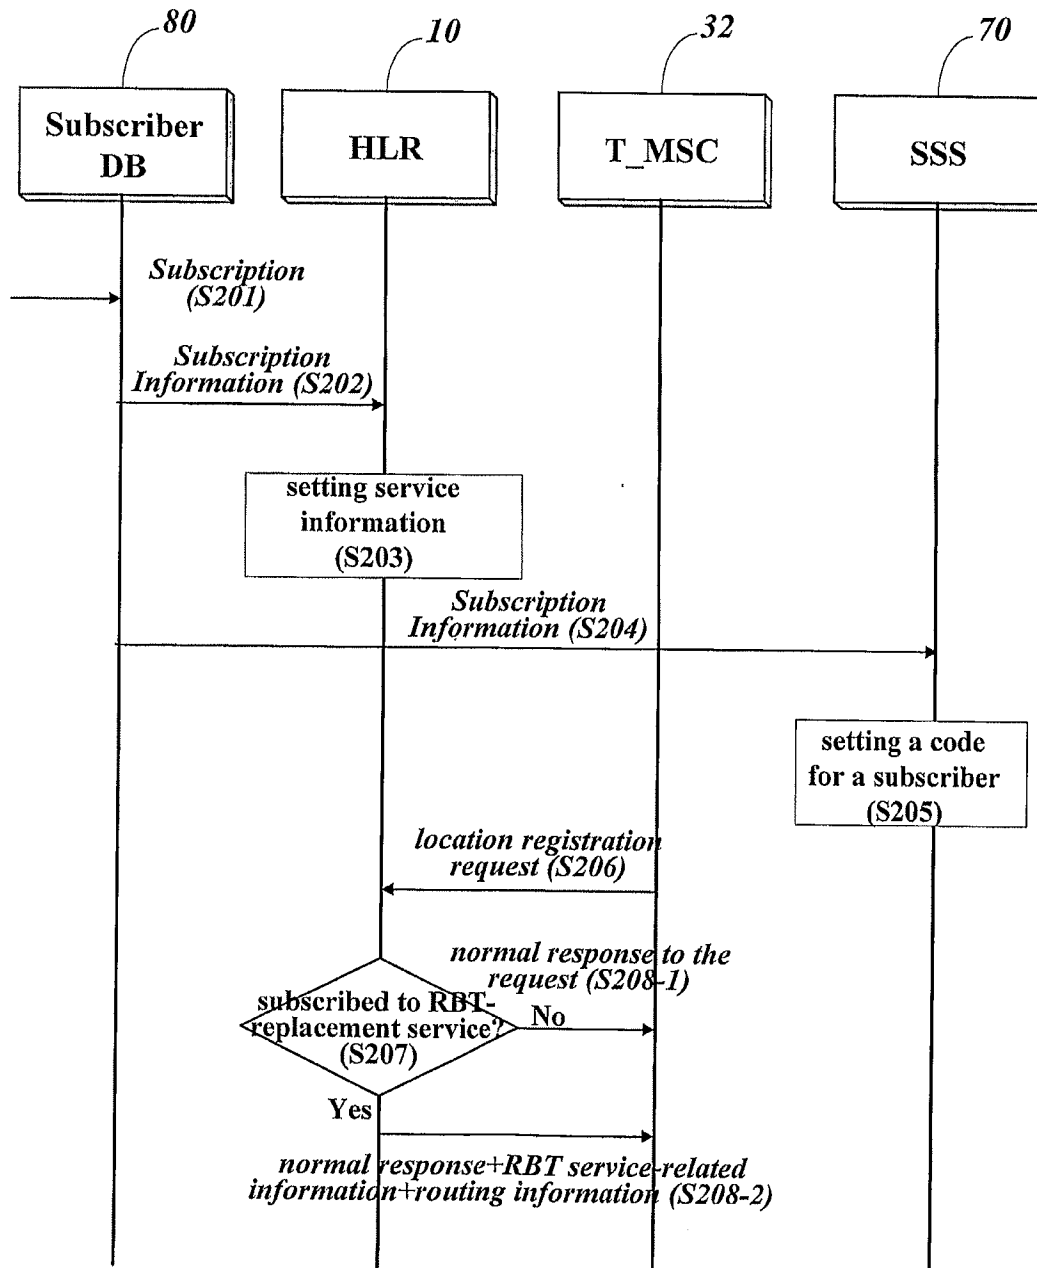 80
10
32
70
Subscriber
DB
HLR
T_MSC
SSS
Subscription
(S201)
Subscription
Information (S202)
setting service
information
(S203)
Subscription
Information (S204)
setting a code
for a subscriber
(S205)
location registration
request (S206)
normal response to the
request (S208-1)
subscribed to RBT-
replacement service?
(S207)
No
Yes
normal response+RBT service-related
information+routing information (S208-2)